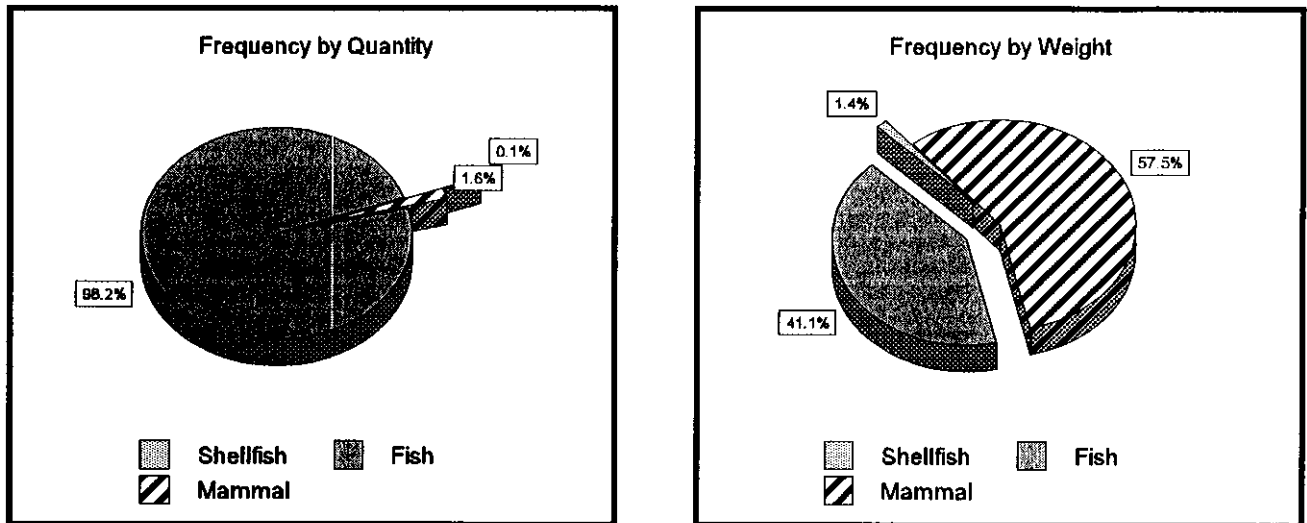 Frequency by Quantity
0.1%
1.6%
98.2%
Shellfish Fish
Mammal
Frequency by Weight
1.4%
57.5%
41.1%
Shellfish Fish
Mammal